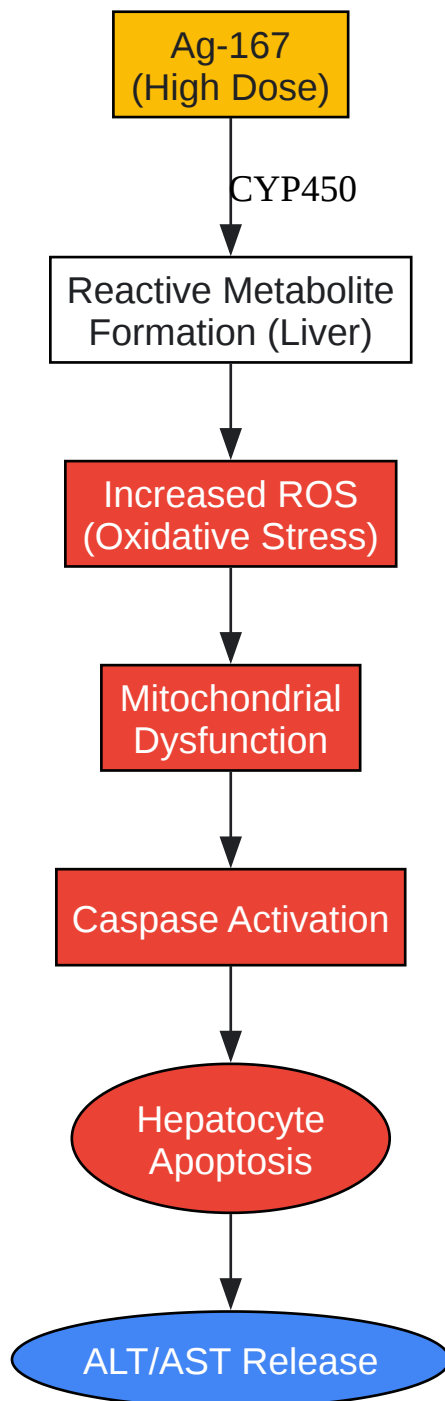 Ag-167
(High Dose)
CYP450
Reactive Metabolite
Formation (Liver)
Increased ROS
(Oxidative Stress)
Mitochondrial
Dysfunction
Caspase Activation
Hepatocyte
Apoptosis
ALT/AST Release